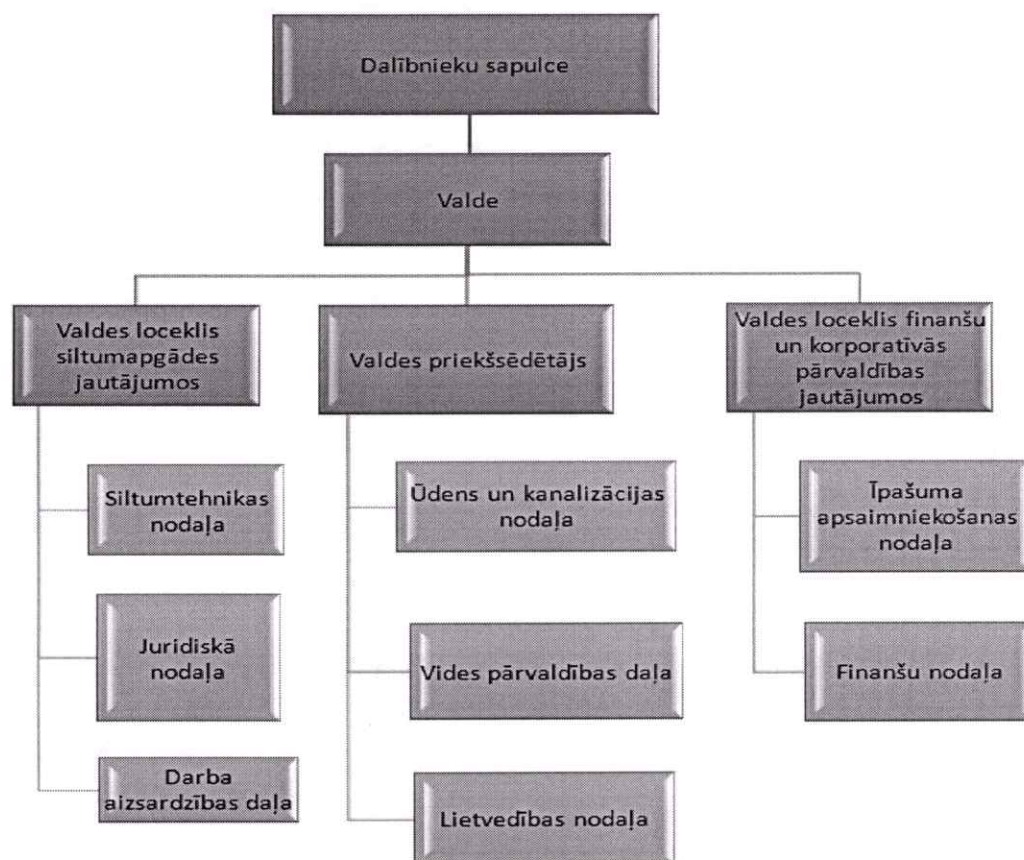 Dalībnieku sapulce
Valde
Valdes loceklis
siltumapgādes
jautājumos
Valdes priekšsēdētājs
Valdes loceklis finanšu
un korporatīvās
pārvaldības
jautājumos
Siltumtehnikas
nodaļa
Juridiskā
nodaļa
Darba
aizsardzības daļa
Ūdens un kanalizācijas
nodaļa
Vides pārvaldības daļa
Lietvedības nodaļa
Īpašuma
apsaimniekošanas
nodaļa
Finanšu nodaļa